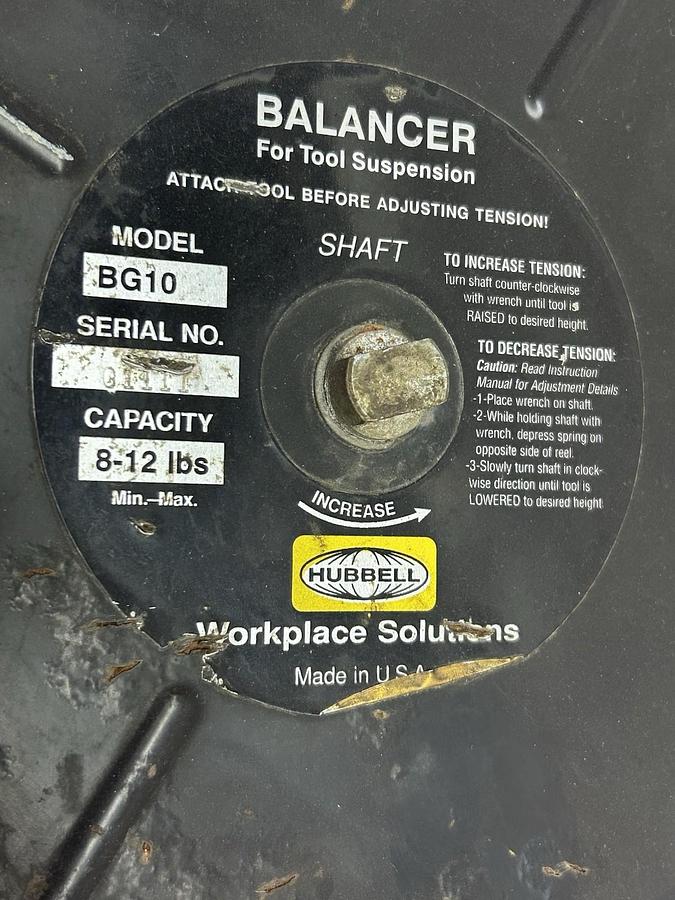 BALANCER
For Tool Suspension
TOOL BEFORE ADJUSTING TENSION!
MODEL
BG10
SERIAL NO.
CAPACITY
8-12 lbs
Min.–Max.
SHAFT
TO INCREASE TENSION:
Turn shaft counter-clockwise
with wrench until tool is
RAISED to desired height.
TO DECREASE TENSION:
Caution: Read Instruction
Manual for Adjustment Details
-1-Place wrench on shaft.
-2-While holding shaft with
wrench, depress spring on
opposite side of reel.
-3-Slowly turn shaft in clock-
wise direction until tool is
LOWERED to desired height
INCREASE
HUBBELL
Workplace Solutions
Made in U.S.A.